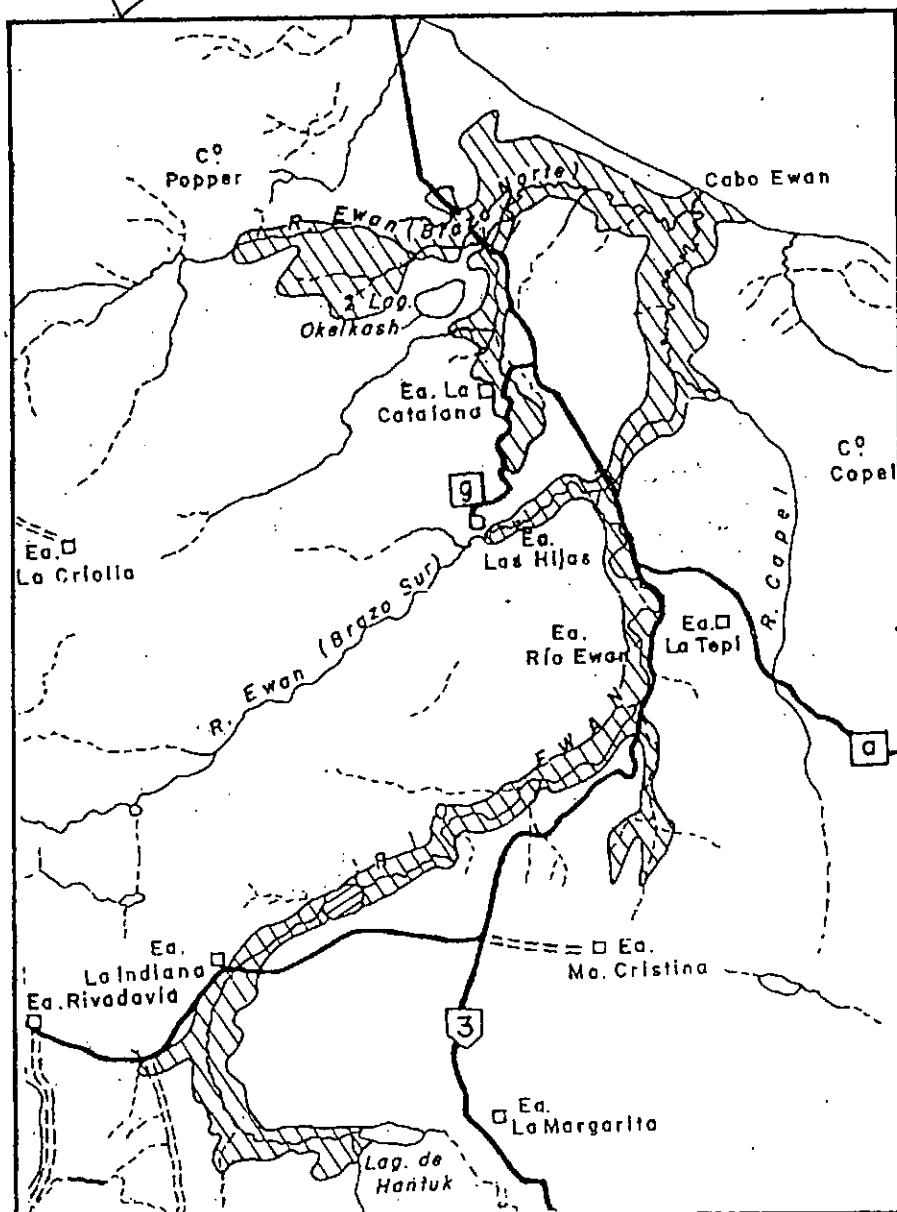 Cº
Popper
Cabo Ewan
R. Ewan (Brazo Norte)
Lag.
Okelkash
Ea. La
Catalana
Cº
Capel
g
Ea.
La Criolla
Ea.
Las Hijas
R. Ewan (Brazo Sur)
R. Capel
Ea.
La Tepi
Ea.
Río Ewan
a
RI EWAN
Ea.
La Indiana
Ea.
Ma. Cristina
Ea. Rivadavia
3
Ea.
La Margarita
Lag. de
Hantuk